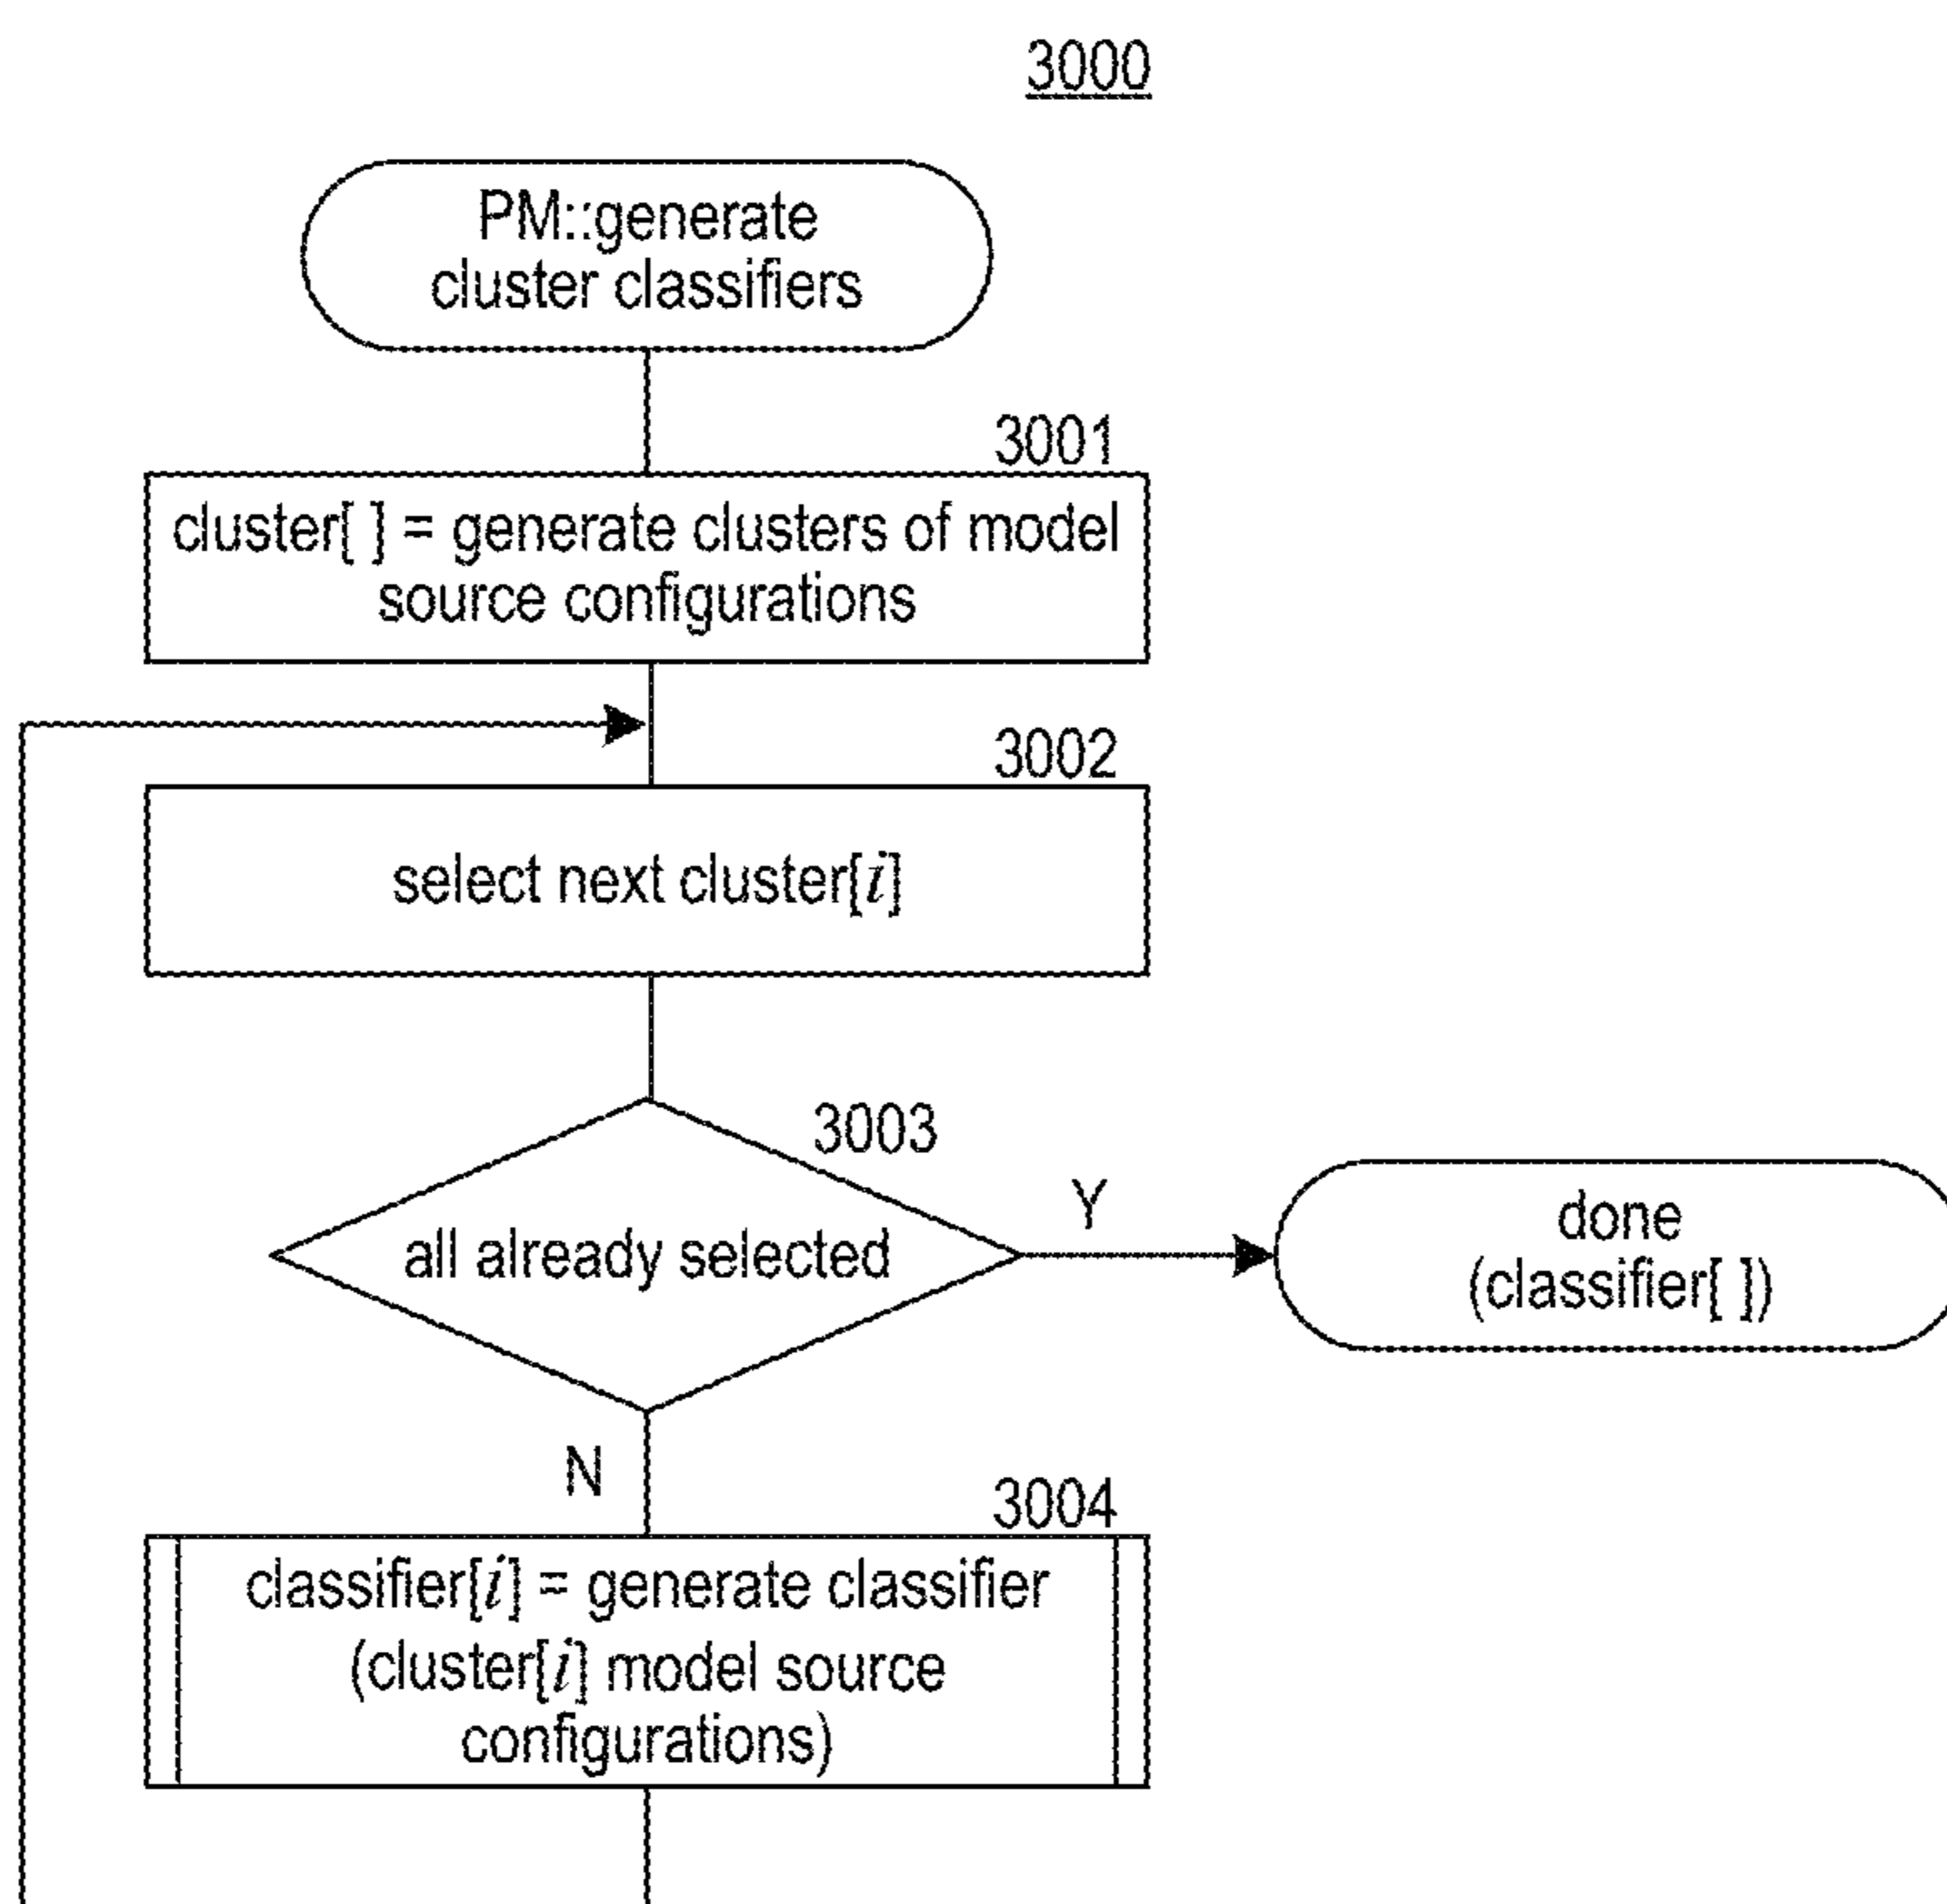 3000
PM::generate
cluster classifiers
3001
cluster[ ] = generate clusters of model
source configurations
3002
select next cluster[i]
3003
all already selected
Y
done
(classifier[ ])
N
3004
classifier[i] = generate classifier
(cluster[i] model source
configurations)